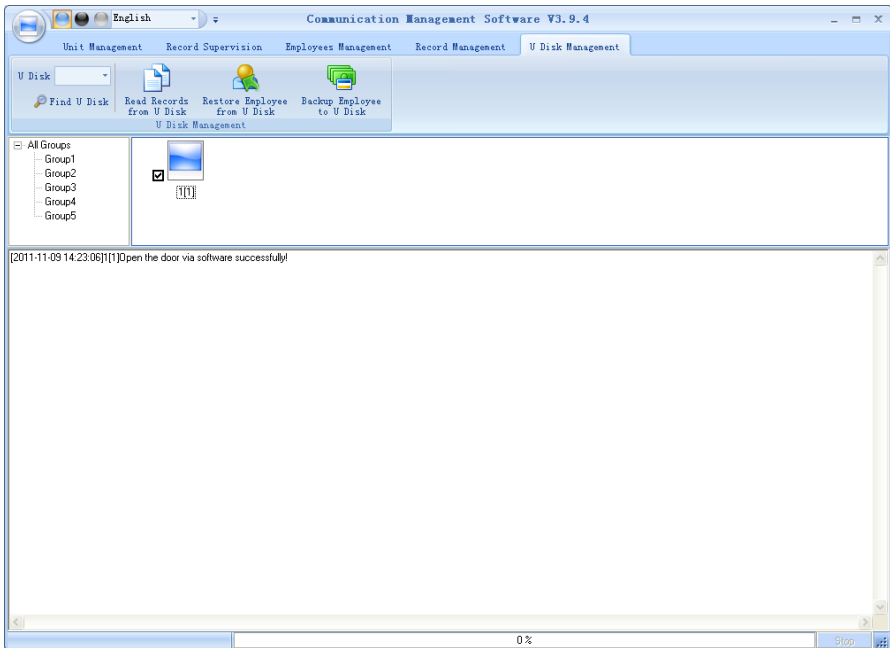 English
Communication Management Software V3.9.4
Unit Management Record Supervision Employees Management Record Management U Disk Management
U Disk
Find U Disk
Read Records
from U Disk
Restore Employee
from U Disk
Backup Employee
to U Disk
U Disk Management
All Groups
Group1
Group2
Group3
Group4
Group5
1[1]
[2011-11-09 14:23:06]1[1]Open the door via software successfully!
0%
Stop